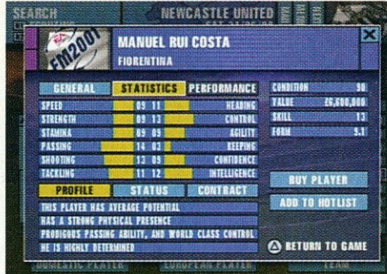 SEARCH NEWCASTLE UNITED
MANUEL RUI COSTA
FIORENTINA
FM2001
GENERAL STATISTICS PERFORMANCE
SPEED 09 11 HEADING
STRENGTH 09 13 CONTROL
STAMINA 09 09 AGILITY
PASSING 14 03 KEEPING
SHOOTING 13 09 CONFIDENCE
TACKLING 11 12 INTELLIGENCE
CONDITION 90
VALUE £6,600,000
SKILL 13
FORM 9.1
PROFILE STATUS CONTRACT
THIS PLAYER HAS AVERAGE POTENTIAL
HAS A STRONG PHYSICAL PRESENCE
PRODIGOUS PASSING ABILITY, AND WORLD CLASS CONTROL
HE IS HIGHLY DETERMINED
BUY PLAYER
ADD TO HOTLIST
RETURN TO GAME
DOMESTIC PLAYER EUROPEAN PLAYER TEAM